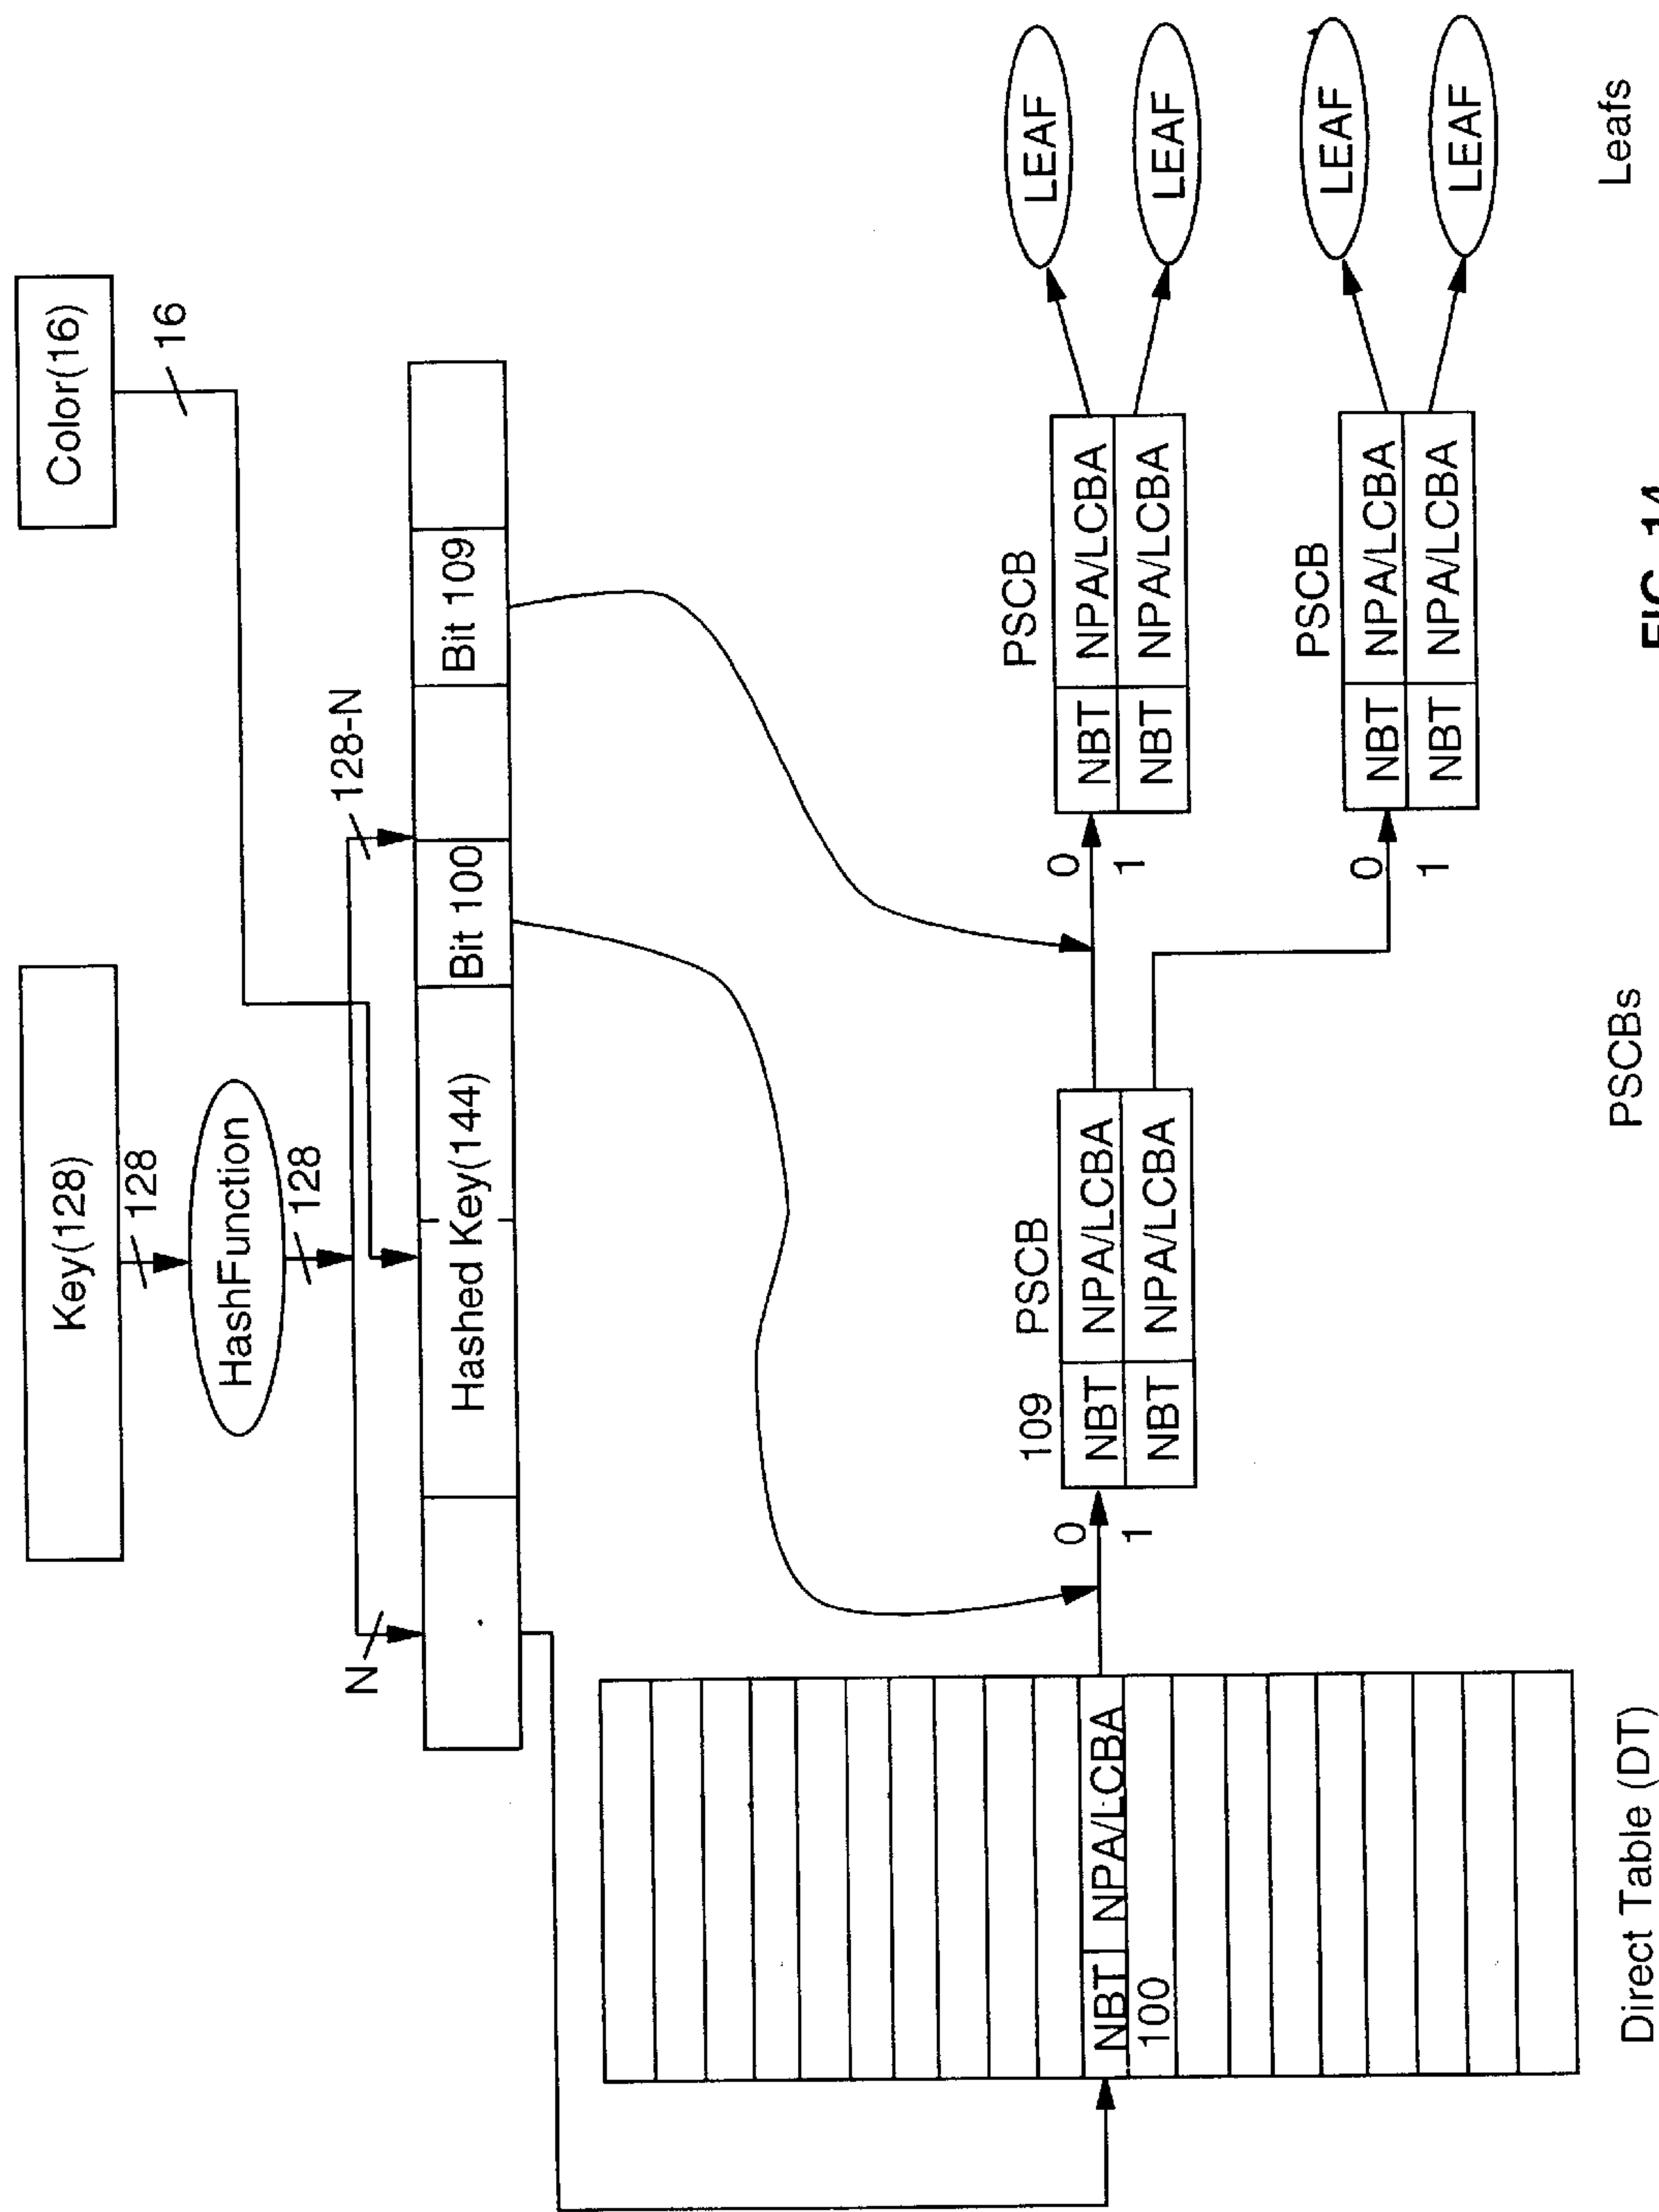 Key(128)
128
HashFunction
128
Color(16)
16
N
128-N
Hashed Key(144)
Bit 100
Bit 109
NBT NPA/LCBA
100
0
1
109 PSCB
NBT NPA/LCBA
NBT NPA/LCBA
0
1
PSCB
NBT NPA/LCBA
NBT NPA/LCBA
LEAF
LEAF
0
1
PSCB
NBT NPA/LCBA
NBT NPA/LCBA
LEAF
LEAF
Direct Table (DT)
PSCBs
Leafs
FIG. 14